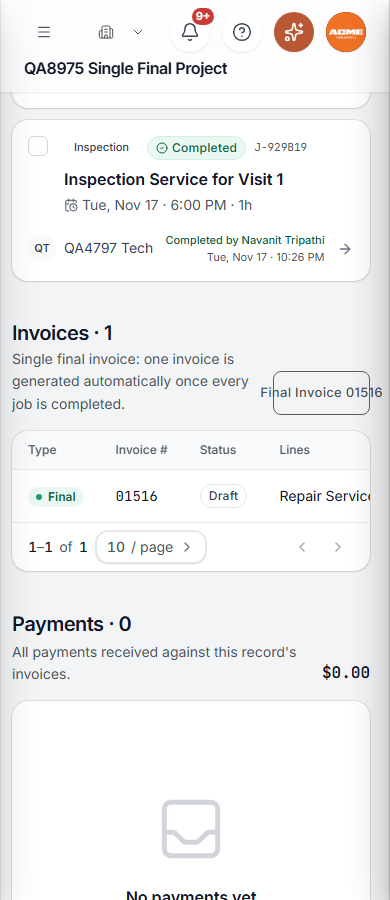 9+
ACME
QA8975 Single Final Project
Inspection
Completed
J-929B19
Inspection Service for Visit 1
Tue, Nov 17 · 6:00 PM · 1h
QT
QA4797 Tech
Completed by Navanit Tripathi
Tue, Nov 17 · 10:26 PM
Invoices · 1
Single final invoice: one invoice is
generated automatically once every
job is completed.
Final Invoice 01516
Type Invoice # Status Lines
Final 01516 Draft Repair Service
1–1 of 1 10 / page
Payments · 0
All payments received against this record's
invoices.
$0.00
No payments yet